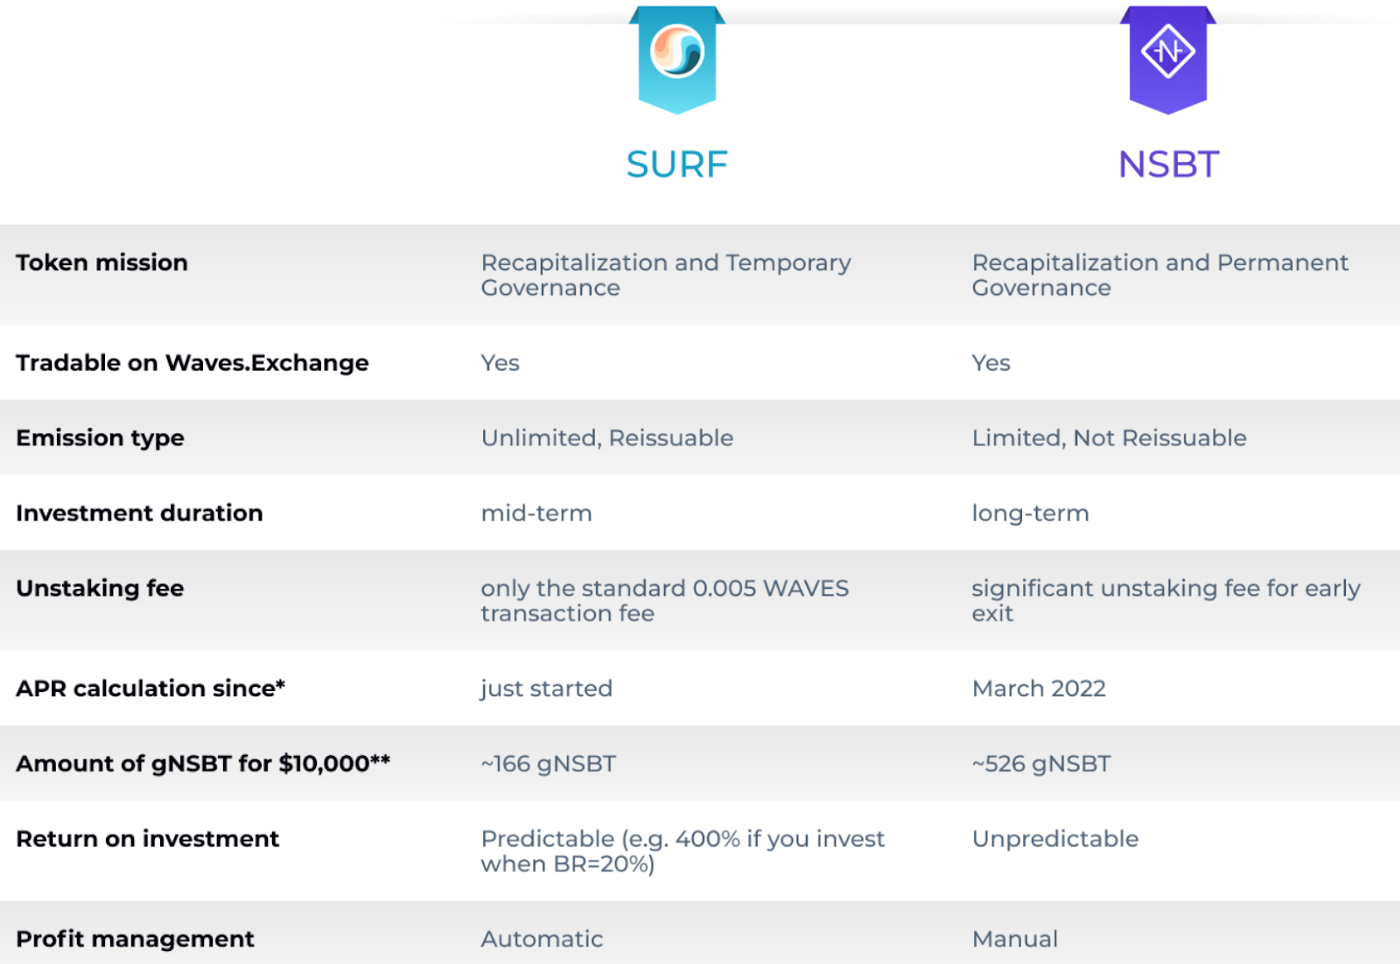 SURF
NSBT
Token mission
Recapitalization and Temporary
Governance
Recapitalization and Permanent
Governance
Tradable on Waves.Exchange
Yes
Yes
Emission type
Unlimited, Reissuable
Limited, Not Reissuable
Investment duration
mid-term
long-term
Unstaking fee
only the standard 0.005 WAVES
transaction fee
significant unstaking fee for early
exit
APR calculation since*
just started
March 2022
Amount of gNSBT for $10,000**
~166 gNSBT
~526 gNSBT
Return on investment
Predictable (e.g. 400% if you invest
when BR=20%)
Unpredictable
Profit management
Automatic
Manual